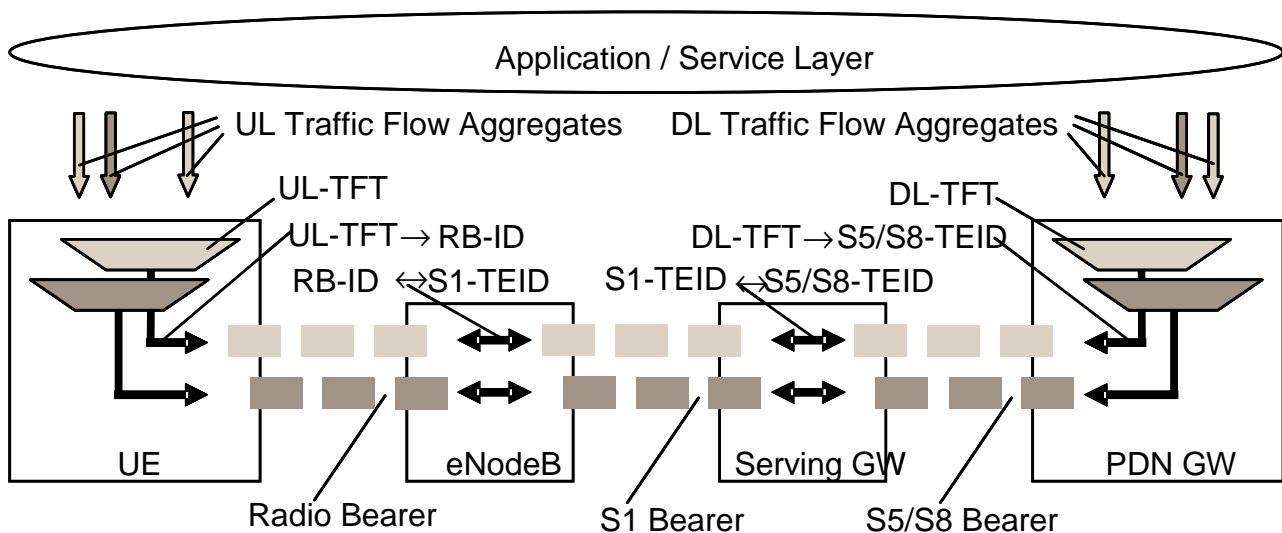 Application / Service Layer
UL Traffic Flow Aggregates
DL Traffic Flow Aggregates
UL-TFT
DL-TFT
UL-TFT → RB-ID
DL-TFT → S5/S8-TEID
RB-ID ↔ S1-TEID
S1-TEID ↔ S5/S8-TEID
UE
eNodeB
Serving GW
PDN GW
Radio Bearer
S1 Bearer
S5/S8 Bearer